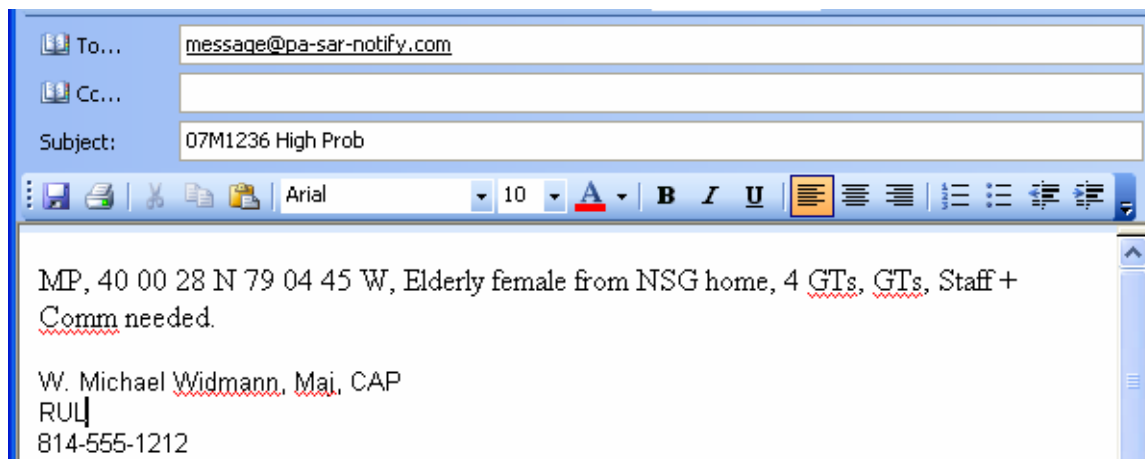 To...
message@pa-sar-notify.com
Cc...
Subject:
07M1236 High Prob
Arial
10
A
B I U
MP, 40 00 28 N 79 04 45 W, Elderly female from NSG home, 4 GTs, GTs, Staff +
Comm needed.
W. Michael Widmann, Maj, CAP
RUL
814-555-1212